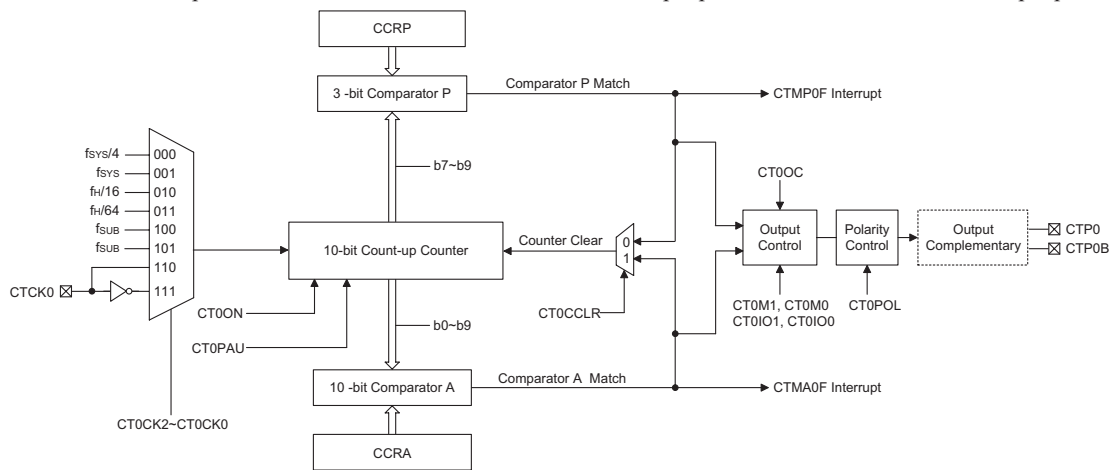 CCRP
3 -bit Comparator P
Comparator P Match
CTMP0F Interrupt
b7~b9
fSYS/4
000
fSYS
001
fH/16
010
fH/64
011
fSUB
100
fSUB
101
110
CTCK0
111
CT0CK2~CT0CK0
10-bit Count-up Counter
CT0ON
CT0PAU
Counter Clear
0
1
CT0CCLR
CT0OC
Output
Control
CT0M1, CT0M0
CT0IO1, CT0IO0
Polarity
Control
CT0POL
Output
Complementary
CTP0
CTP0B
b0~b9
10 -bit Comparator A
Comparator A Match
CTMA0F Interrupt
CCRA